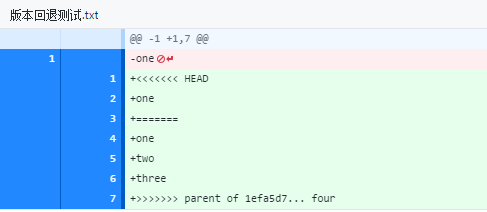 版本回退测试.txt
@@ -1 +1,7 @@
1 -one
1 +<<<<<<< HEAD
2 +one
3 +=======
4 +one
5 +two
6 +three
7 +>>>>>>> parent of 1efa5d7... four